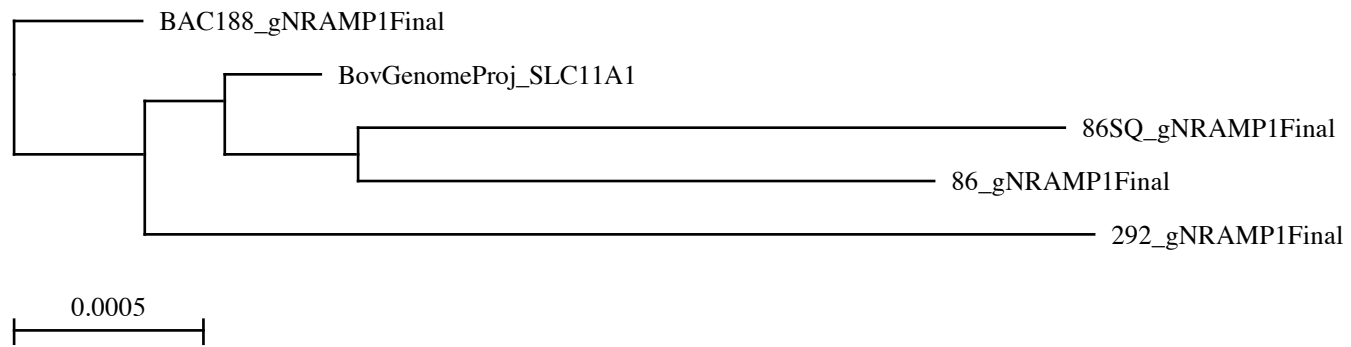 BAC188_gNRAMP1Final
BovGenomeProj_SLC11A1
86SQ_gNRAMP1Final
86_gNRAMP1Final
292_gNRAMP1Final
0.0005